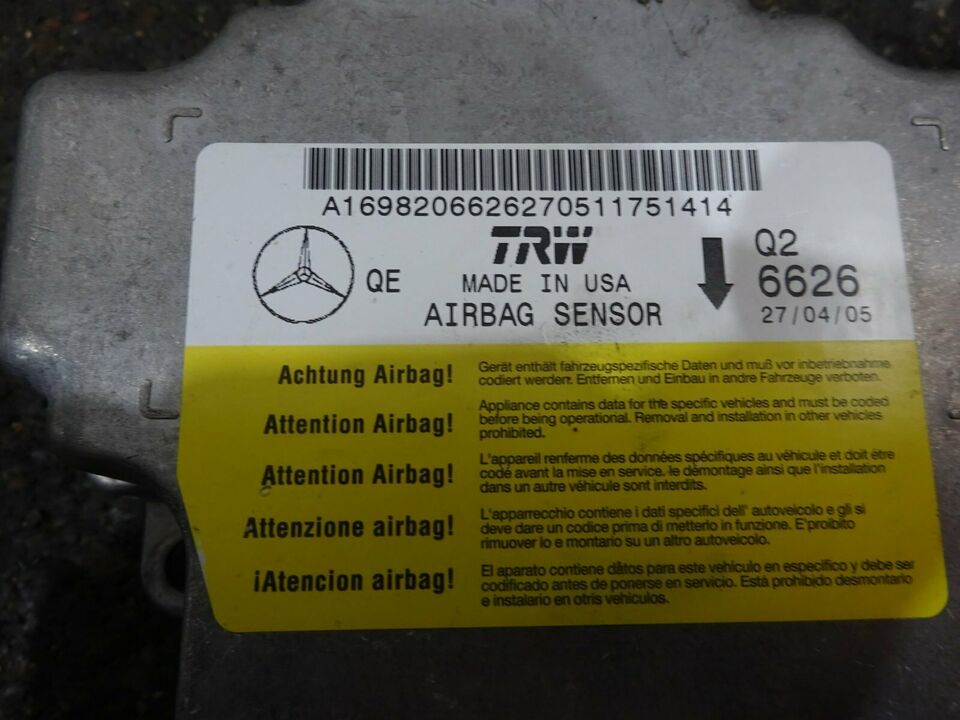 A1698206626270511751414
QE
TRW
MADE IN USA
AIRBAG SENSOR
Q2
6626
27/04/05
Achtung Airbag!
Gerät enthält fahrzeugspezifische Daten und muß vor inbetriebnahme
codiert werden. Entfernen und Einbau in andre Fahrzeuge verboten.
Attention Airbag!
Appliance contains data for the specific vehicles and must be coded
before being operational. Removal and installation in other vehicles
prohibited.
Attention Airbag!
L'appareil renferme des données spécifiques au véhicule et doit être
codé avant la mise en service. le démontage ainsi que l'installation
dans un autre véhicule sont interdits.
Attenzione airbag!
L'apparrecchio contiene i dati specifici dell' autoveicolo e gli si
deve dare un codice prima di metterlo in funzione. E'proibito
rimuover lo e montario su un altro autoveicolo.
¡Atencion airbag!
El aparato contiene dátos para este vehículo en específico y debe ser
codificado antes de ponerse en servicio. Está prohibido desmontario
e instalario en otris vehículos.